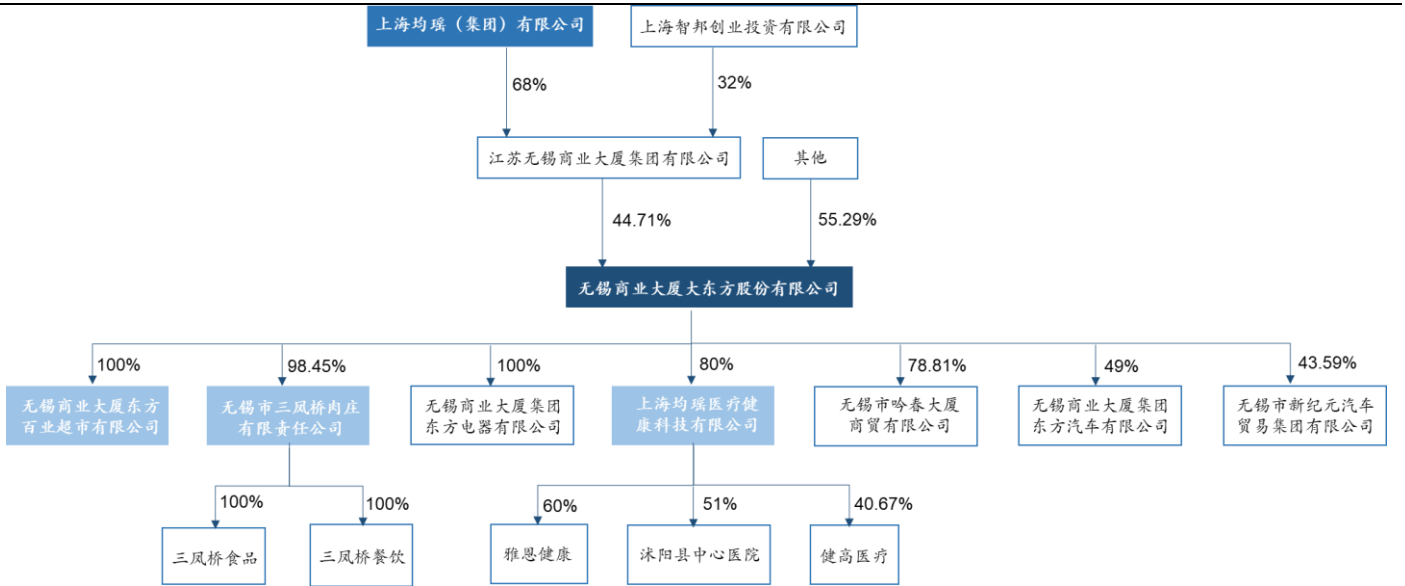 上海均瑶（集团）有限公司
上海智邦创业投资有限公司
68%
32%
江苏无锡商业大厦集团有限公司
其他
44.71%
55.29%
无锡商业大厦大东方股份有限公司
100%
98.45%
100%
80%
78.81%
49%
43.59%
无锡商业大厦东方
百业超市有限公司
无锡市三凤桥肉庄
有限责任公司
无锡商业大厦集团
东方电器有限公司
上海均瑶医疗健
康科技有限公司
无锡市吟春大厦
商贸有限公司
无锡商业大厦集团
东方汽车有限公司
无锡市新纪元汽车
贸易集团有限公司
100%
100%
60%
51%
40.67%
三凤桥食品
三凤桥餐饮
雅恩健康
沭阳县中心医院
健高医疗